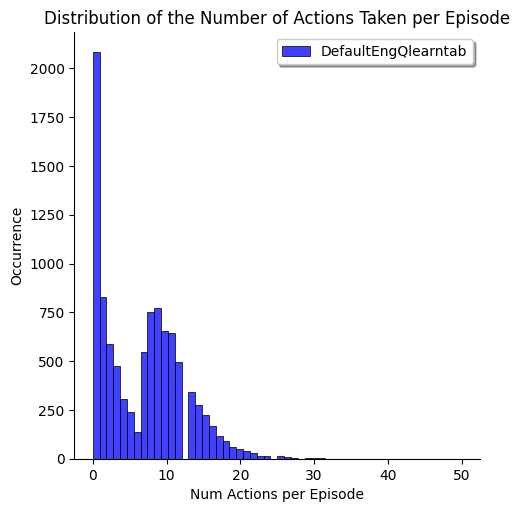 Distribution of the Number of Actions Taken per Episode
DefaultEngQlearntab
2000
1750
1500
1250
1000
750
500
250
0
Occurrence
0 10 20 30 40 50
Num Actions per Episode